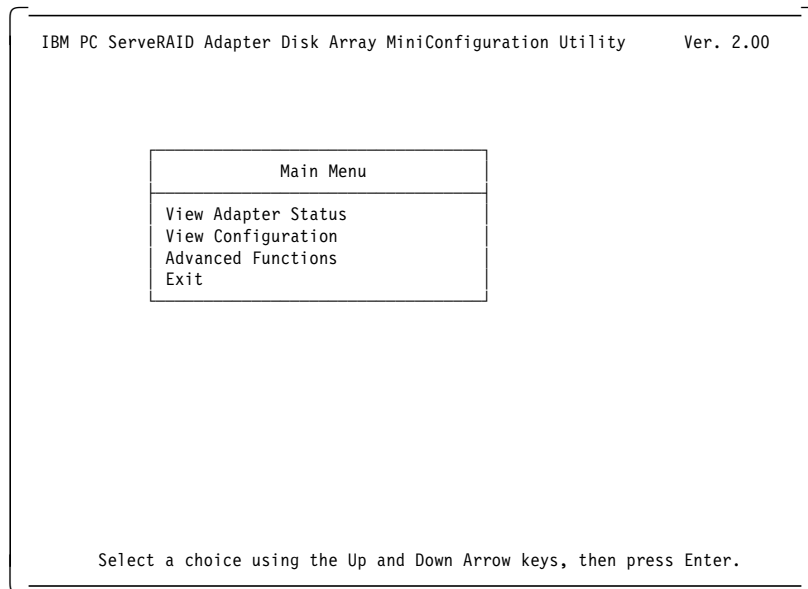 IBM PC ServeRAID Adapter Disk Array MiniConfiguration Utility Ver. 2.00
Main Menu
View Adapter Status
View Configuration
Advanced Functions
Exit
Select a choice using the Up and Down Arrow keys, then press Enter.